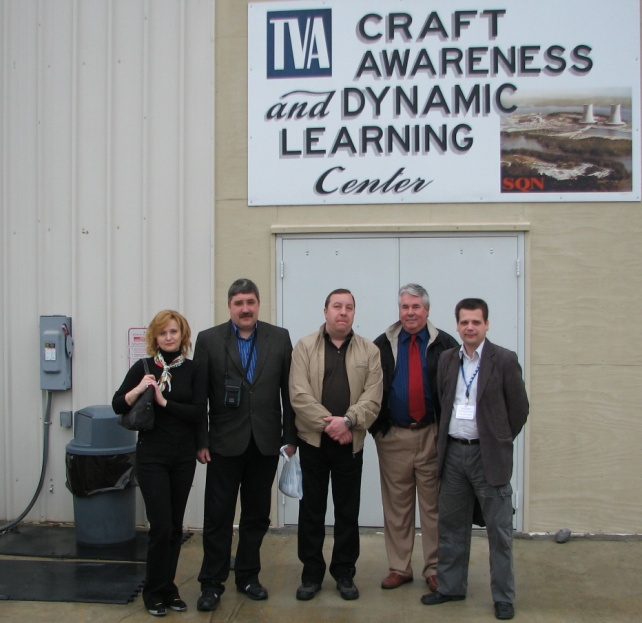 TVA
CRAFT
AWARENESS
and DYNAMIC
LEARNING
Center
SQN